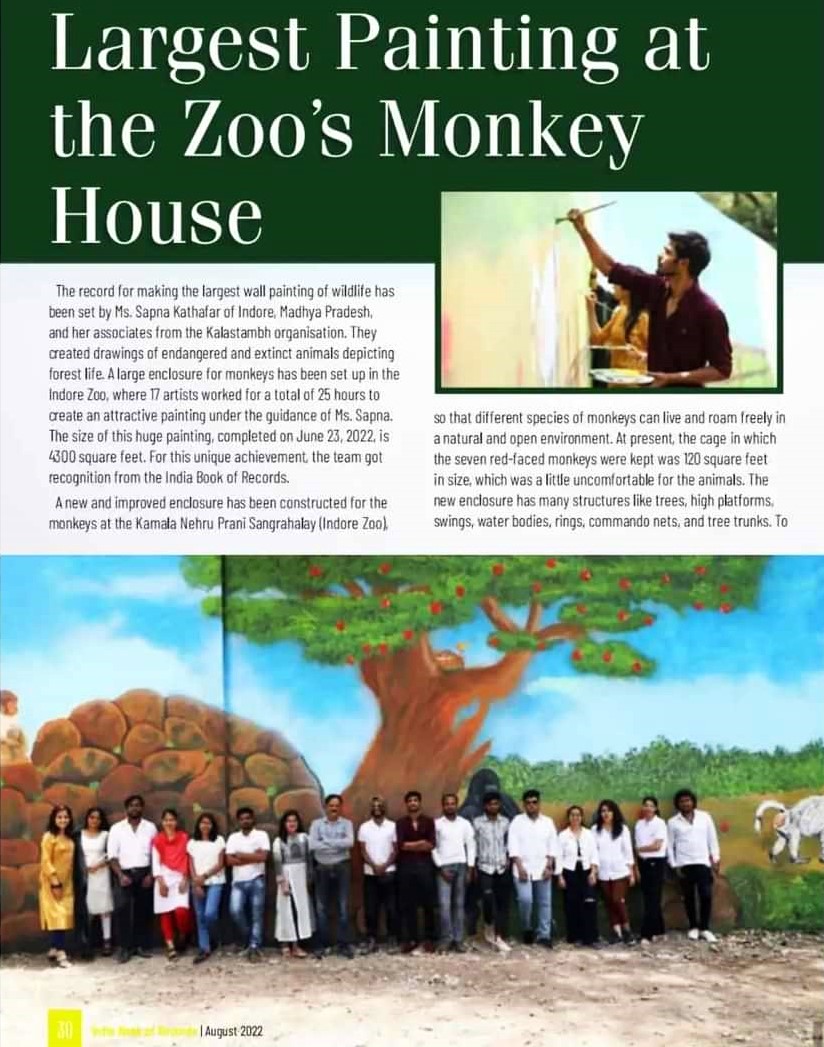 Largest Painting at
the Zoo's Monkey
House
The record for making the largest wall painting of wildlife has
been set by Ms. Sapna Kathafar of Indore, Madhya Pradesh,
and her associates from the Kalastambh organisation. They
created drawings of endangered and extinct animals depicting
forest life. A large enclosure for monkeys has been set up in the
Indore Zoo, where 17 artists worked for a total of 25 hours to
create an attractive painting under the guidance of Ms. Sapna.
The size of this huge painting, completed on June 23, 2022, is
4300 square feet. For this unique achievement, the team got
recognition from the India Book of Records.
A new and improved enclosure has been constructed for the
monkeys at the Kamala Nehru Prani Sangrahalay (Indore Zoo),
so that different species of monkeys can live and roam freely in
a natural and open environment. At present, the cage in which
the seven red-faced monkeys were kept was 120 square feet
in size, which was a little uncomfortable for the animals. The
new enclosure has many structures like trees, high platforms,
swings, water bodies, rings, commando nets, and tree trunks. To
30 India Book of Records | August 2022